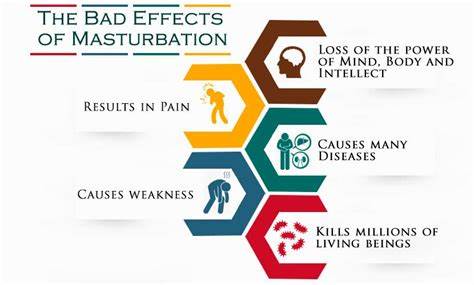 The Bad Effects
of Masturbation
Loss of the power
of Mind, Body and
Intellect
Results in Pain
Causes many
Diseases
Causes weakness
Kills millions of
living beings